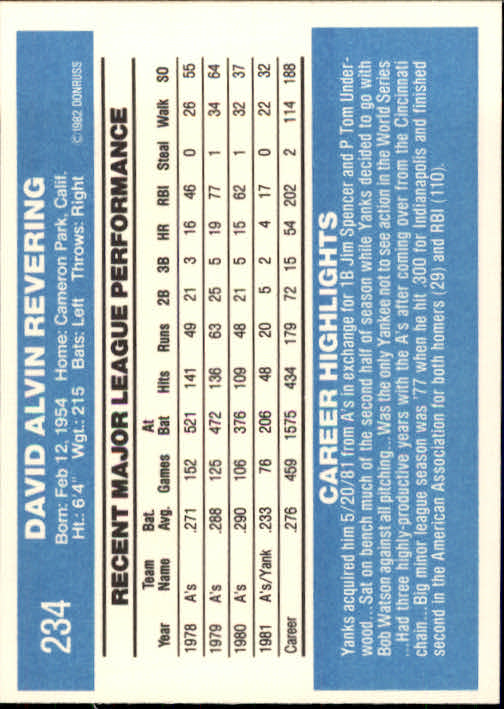 234
DAVID ALVIN REVERING
Born: Feb 12, 1954 Home: Cameron Park, Calif.
Ht.: 6'4" Wgt.: 215 Bats: Left Throws: Right
©1982 DONRUSS
RECENT MAJOR LEAGUE PERFORMANCE
Year Team Name Bat. Avg. Games At Bat Hits Runs 2B 3B HR RBI Steal Walk SO
1978 A's .271 152 521 141 49 21 3 16 46 0 26 55
1979 A's .288 125 472 136 63 25 5 19 77 1 34 64
1980 A's .290 106 376 109 48 21 5 15 62 1 32 37
1981 A's/Yank .233 76 206 48 20 5 2 4 17 0 22 32
Career .276 459 1575 434 179 72 15 54 202 2 114 188
CAREER HIGHLIGHTS
Yanks acquired him 5/20/81 from A's in exchange for 1B Jim Spencer and P Tom Under-
wood...Sat on bench much of the second half of season while Yanks decided to go with
Bob Watson against all pitching...Was the only Yankee not to see action in the World Series
...Had three highly-productive years with the A's after coming over from the Cincinnati
chain...Big minor league season was '77 when he hit .300 for Indianapolis and finished
second in the American Association for both homers (29) and RBI (110).